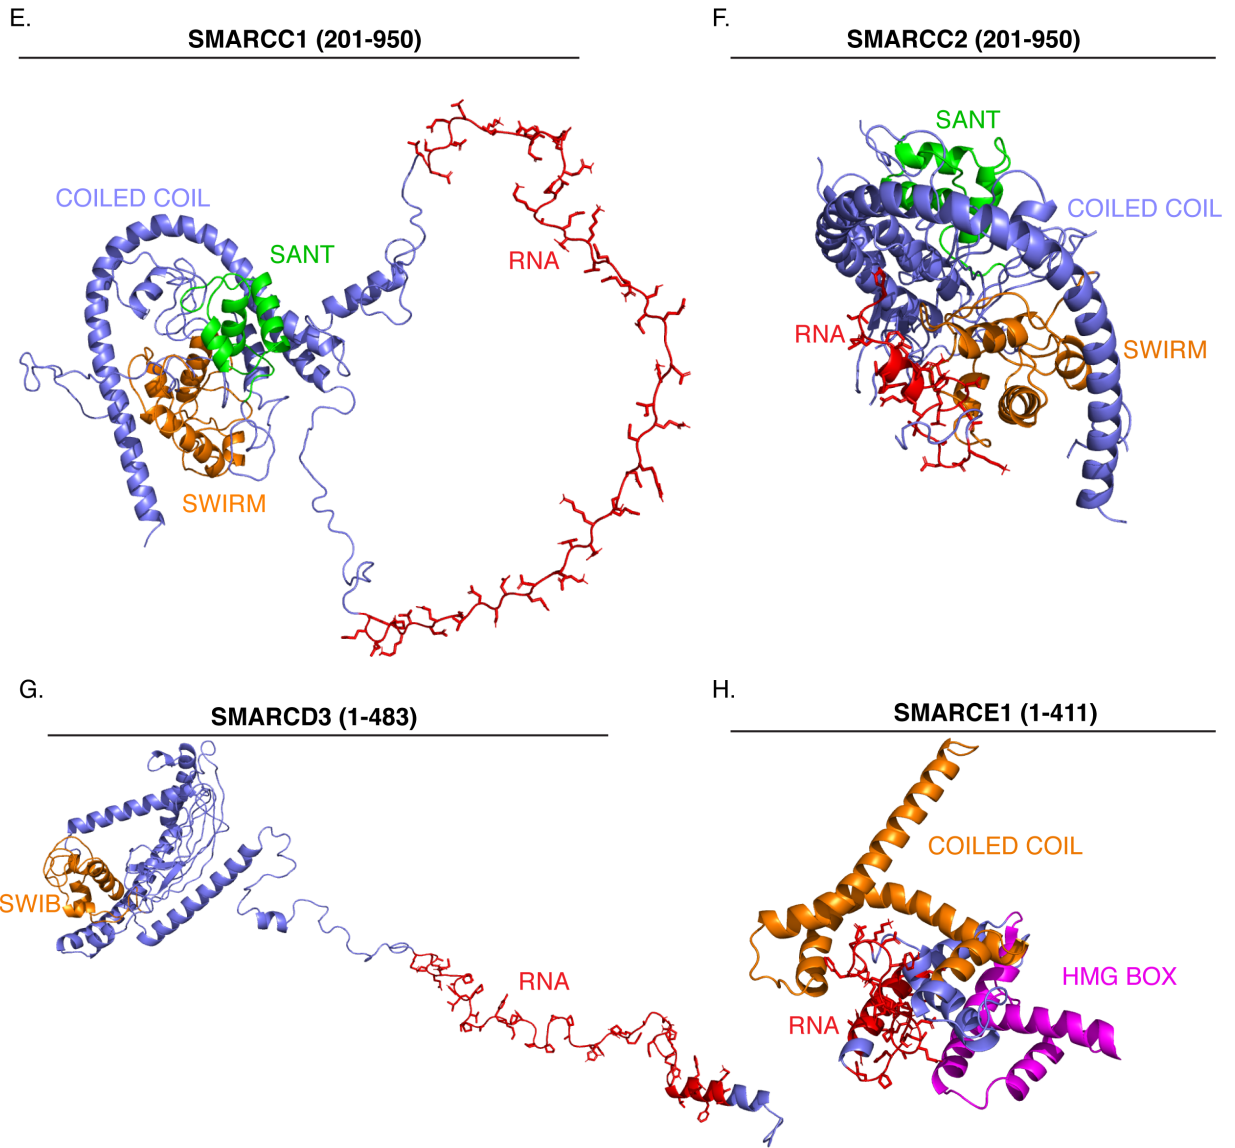 E.
SMARCC1 (201-950)
COILED COIL
SANT
RNA
SWIRM
F.
SMARCC2 (201-950)
SANT
COILED COIL
RNA
SWIRM
G.
SMARCD3 (1-483)
SWIB
RNA
H.
SMARCE1 (1-411)
COILED COIL
HMG BOX
RNA